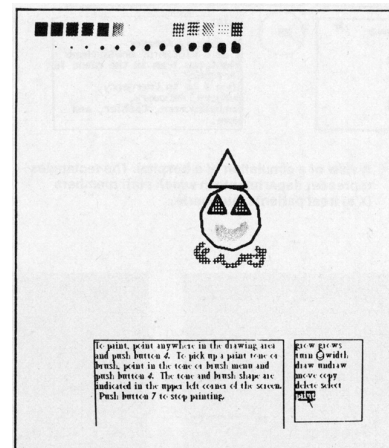 To paint, point anywhere in the drawing area
and push button 4. To pick up a paint tone or
brush, point in the tone or brush menu and
push button 4. The tone and brush shape are
indicated in the upper left corner of the screen.
Push button 7 to stop painting.
grow grows
turn width
draw undraw
move copy
delete select
paint